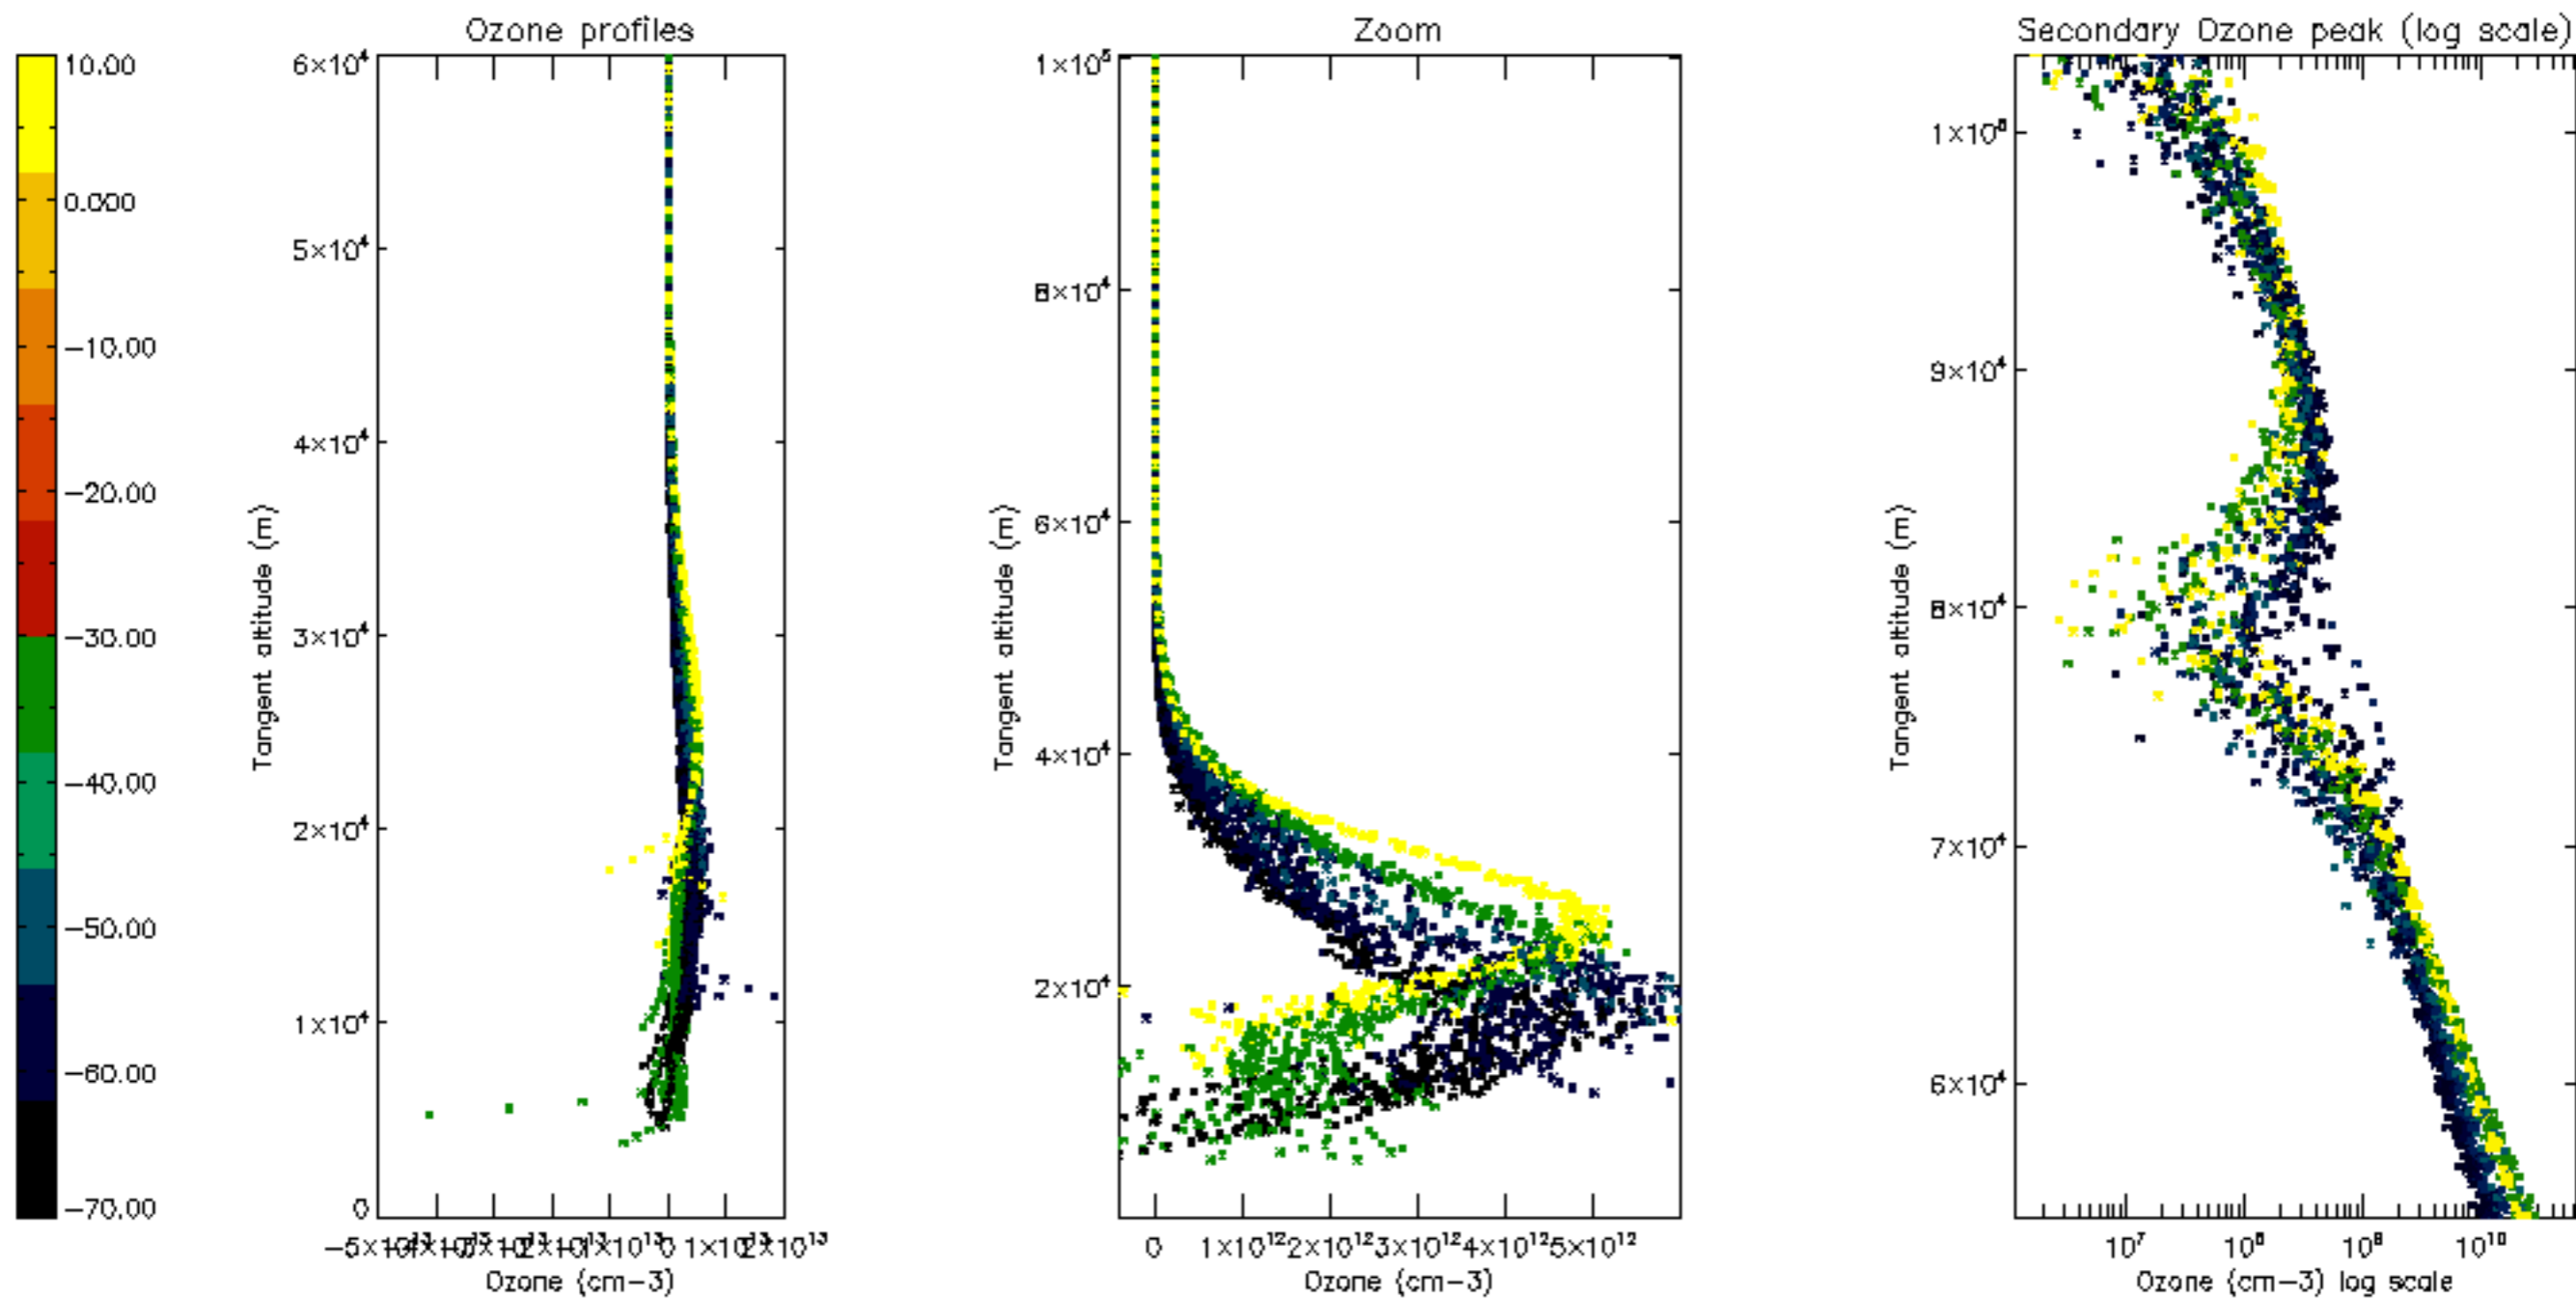 Ozone profiles
Zoom
Secondary Ozone peak (log scale)
10.00
0.000
−10.00
−20.00
−30.00
−40.00
−50.00
−60.00
−70.00
6×10⁴
5×10⁴
4×10⁴
3×10⁴
2×10⁴
1×10⁴
0
Tangent altitude (m)
0 1×10¹³ 2×10¹³
Ozone (cm−3)
1×10⁵
8×10⁴
6×10⁴
4×10⁴
2×10⁴
Tangent altitude (m)
0 1×10¹² 2×10¹² 3×10¹² 4×10¹² 5×10¹²
Ozone (cm−3)
9×10⁴
8×10⁴
7×10⁴
6×10⁴
Tangent altitude (m)
10⁷ 10⁸ 10⁹ 10¹⁰
Ozone (cm−3) log scale